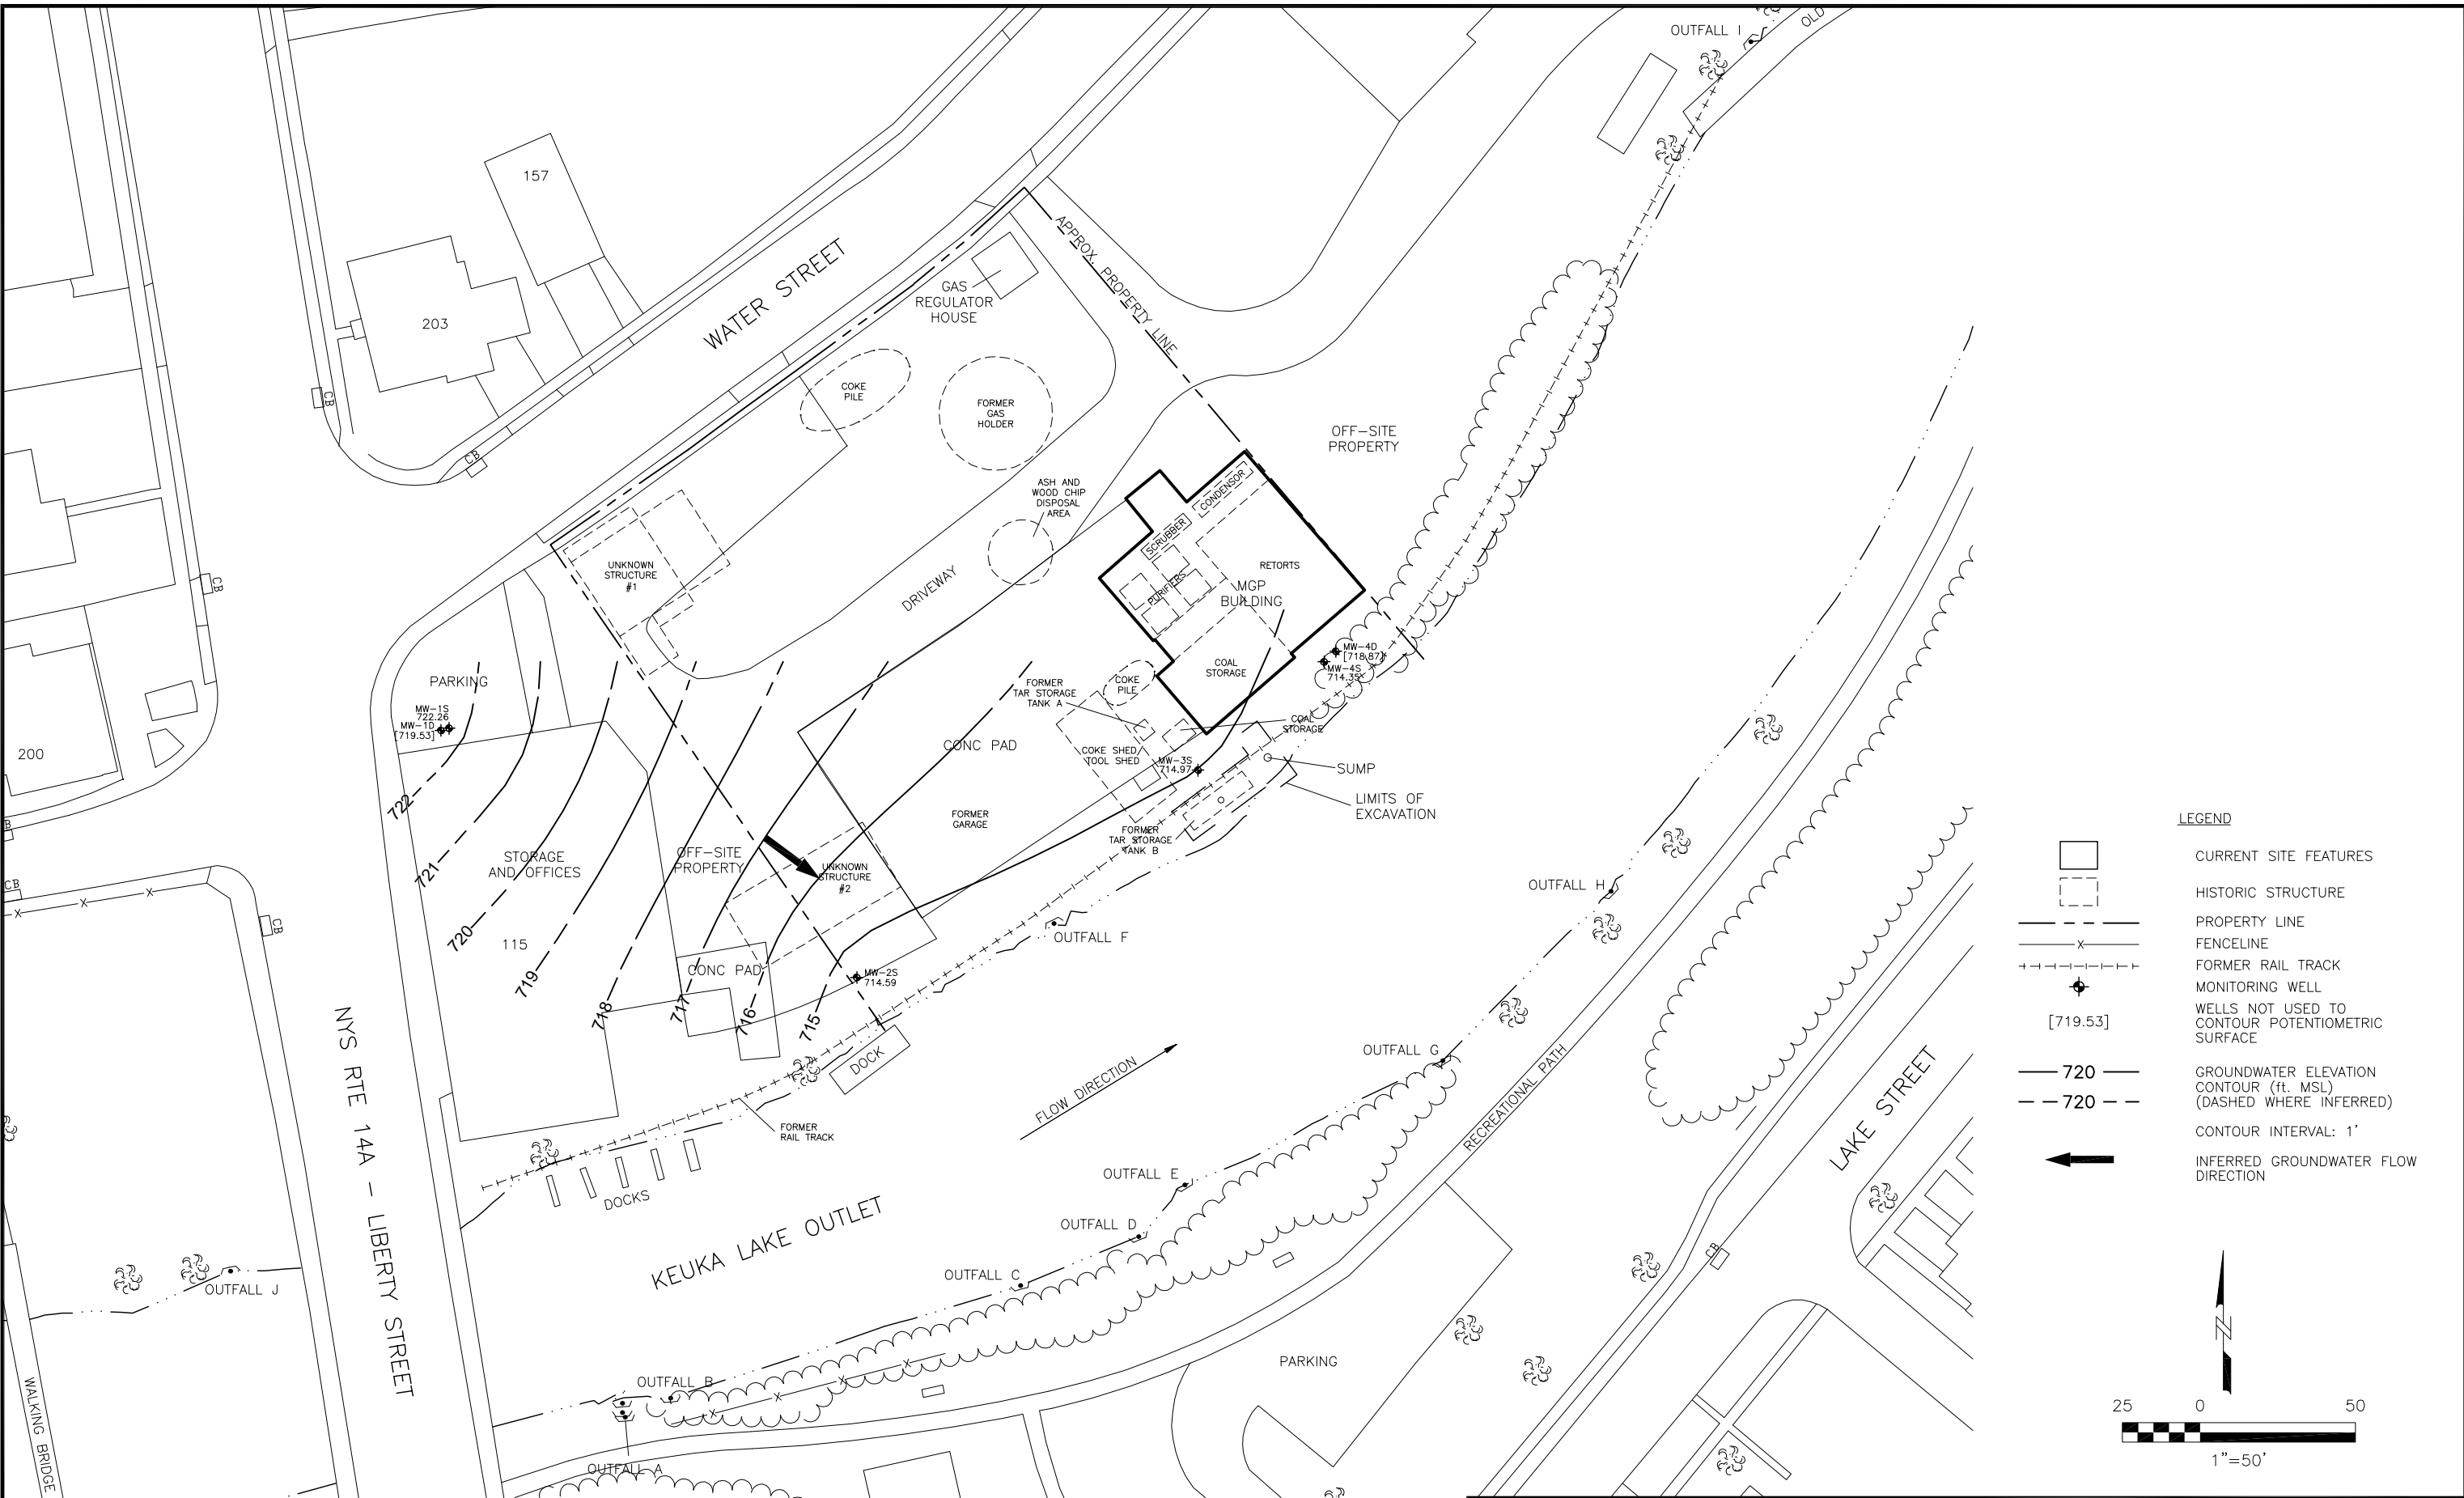 OUTFALL I
OLD
157
203
WATER STREET
APPROX. PROPERTY LINE
GAS
REGULATOR
HOUSE
COKE
PILE
FORMER
GAS
HOLDER
OFF-SITE
PROPERTY
CB
CB
CB
ASH AND
WOOD CHIP
DISPOSAL
AREA
CONDENSOR
SCRUBBER
PURIFIERS
RETORTS
MGP
BUILDING
UNKNOWN
STRUCTURE
#1
DRIVEWAY
COAL
STORAGE
MW-4D
[718.87]
MW-4S
714.35
PARKING
MW-1S
722.26
MW-1D
[719.53]
200
FORMER
TAR STORAGE
TANK A
COKE
PILE
COAL
STORAGE
CONC PAD
COKE SHED/
TOOL SHED
MW-3S
714.97
SUMP
LIMITS OF
EXCAVATION
FORMER
GARAGE
FORMER
TAR STORAGE
TANK B
722
721
720
719
718
717
716
715
STORAGE
AND OFFICES
OFF-SITE
PROPERTY
UNKNOWN
STRUCTURE
#2
115
CONC PAD
MW-2S
714.59
OUTFALL F
OUTFALL H
B
CB
CB
NYS RTE 14A - LIBERTY STREET
DOCK
FORMER
RAIL TRACK
DOCKS
FLOW DIRECTION
OUTFALL G
RECREATIONAL PATH
LAKE STREET
OUTFALL E
OUTFALL D
OUTFALL C
KEUKA LAKE OUTLET
OUTFALL J
OUTFALL B
OUTFALL A
WALKING BRIDGE
PARKING
CB
LEGEND
CURRENT SITE FEATURES
HISTORIC STRUCTURE
PROPERTY LINE
X FENCELINE
FORMER RAIL TRACK
MONITORING WELL
[719.53] WELLS NOT USED TO
CONTOUR POTENTIOMETRIC
SURFACE
720 GROUNDWATER ELEVATION
CONTOUR (ft. MSL)
720 (DASHED WHERE INFERRED)
CONTOUR INTERVAL: 1'
INFERRED GROUNDWATER FLOW
DIRECTION
N
25 0 50
1"=50'